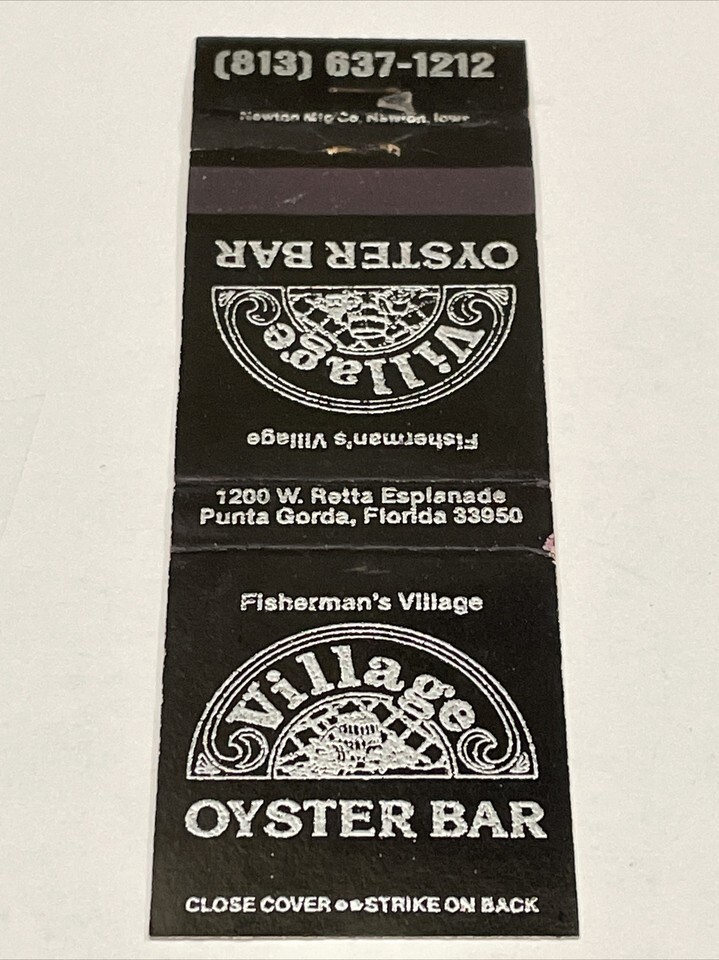 (813) 637-1212
Newton Mfg Co, Newton, Iowa
OYSTER BAR
Village
Fisherman's Village
1200 W. Retta Esplanade
Punta Gorda, Florida 33950
Fisherman's Village
Village
OYSTER BAR
CLOSE COVER STRIKE ON BACK